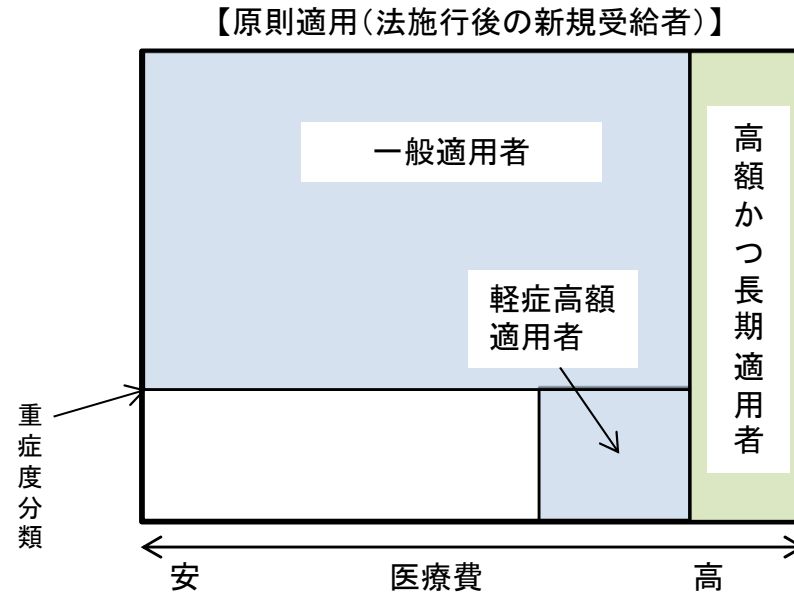 【原則適用（法施行後の新規受給者）】
一般適用者
高額かつ長期適用者
軽症高額
適用者
重症度分類
安
医療費
高